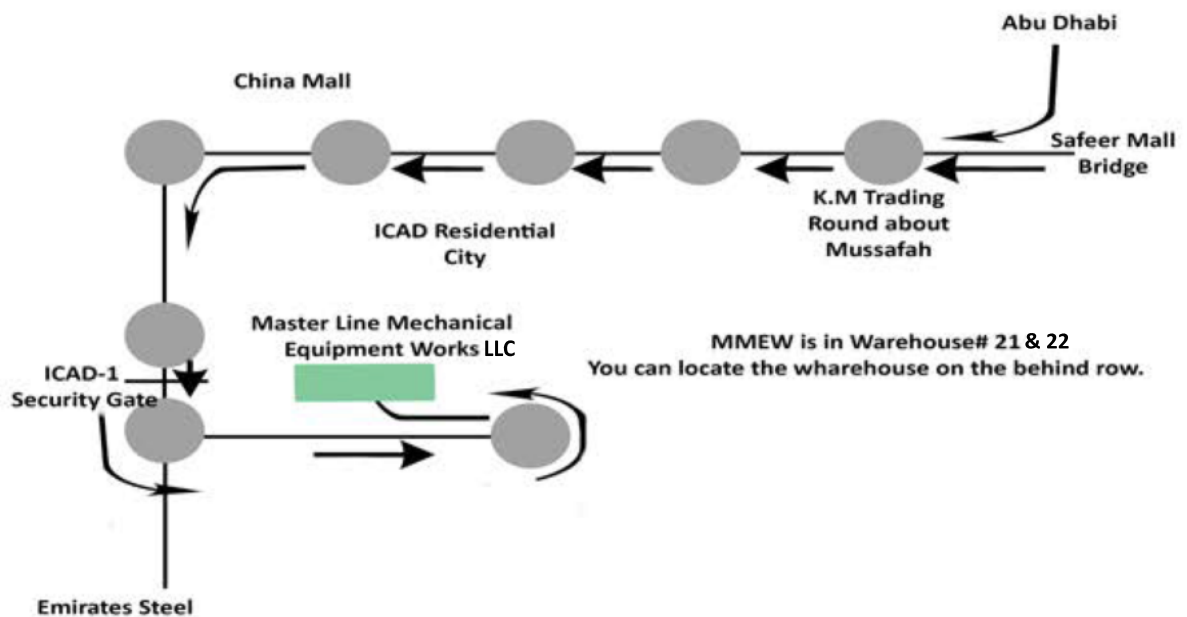 Abu Dhabi
China Mall
Safeer Mall
Bridge
K.M Trading
Round about
Mussafah
ICAD Residential
City
Master Line Mechanical
Equipment Works LLC
MMEW is in Warehouse# 21 & 22
You can locate the wharehouse on the behind row.
ICAD-1
Security Gate
Emirates Steel